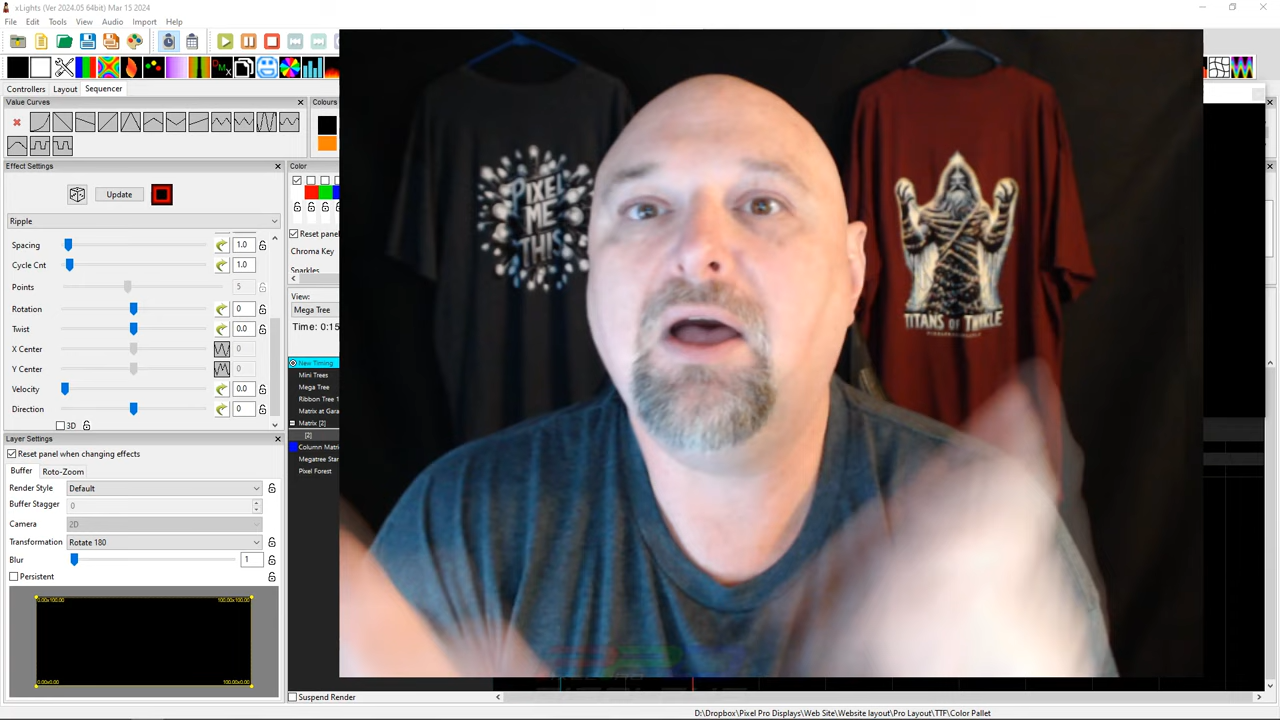 xLights (Ver 2024.05 64bit) Mar 15 2024
File Edit Tools View Audio Import Help
Controllers Layout Sequencer
Value Curves
Colours
Effect Settings
Color
Update
Ripple
Spacing 1.0
Reset pane
Cycle Cnt 1.0
Chroma Key
Points 5
Sparkles
Rotation 0
View:
Mega Tree
Twist 0.0
Time: 0:15
X Center 0
Y Center 0
New Timing
Mini Trees
Velocity 0.0
Mega Tree
Ribbon Tree 1
Direction 0
Matrix at Gara
3D
Matrix [2]
[2]
Layer Settings
Column Matri
Reset panel when changing effects
Megatree Star
Buffer Roto-Zoom
Pixel Forest
Render Style Default
Buffer Stagger 0
Camera 2D
Transformation Rotate 180
Blur 1
Persistent
0.00x100.00 100.00x100.00
0.00x0.00 100.00x0.00
Suspend Render
D:\Dropbox\Pixel Pro Displays\Web Site\Website layout\Pro Layout\TTF\Color Pallet
PIXEL
ME
THIS
TITANS OF TWINKLE